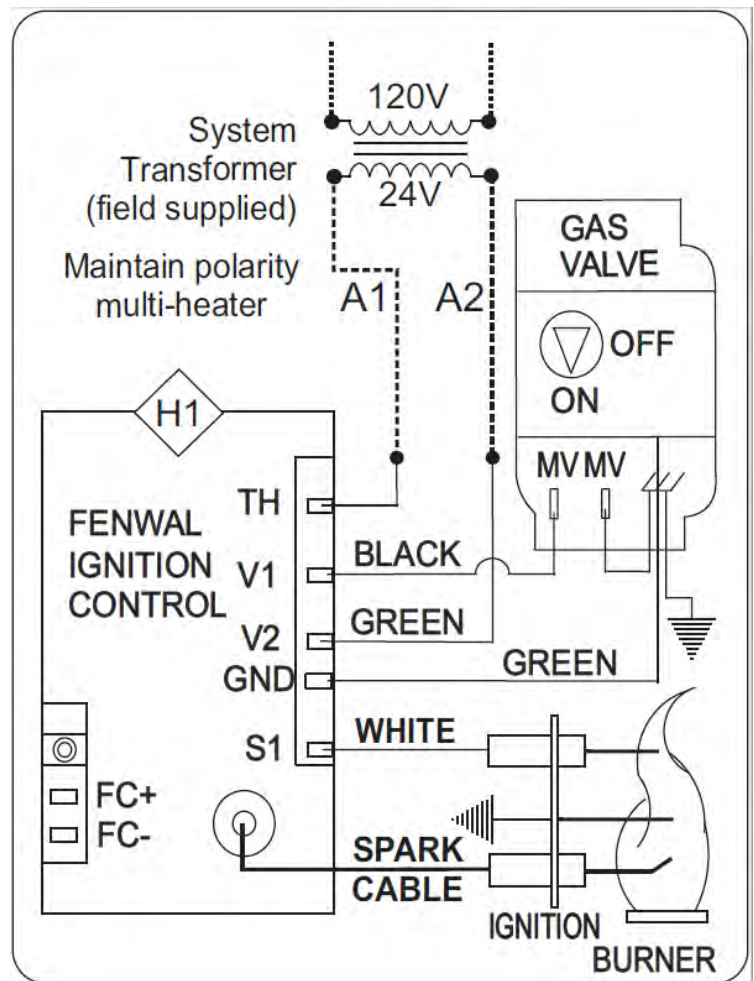 120V
System
Transformer
(field supplied)
24V
Maintain polarity
multi-heater
A1
A2
GAS
VALVE
OFF
ON
MV MV
H1
FENWAL
IGNITION
CONTROL
TH
V1
BLACK
V2
GREEN
GND
GREEN
S1
WHITE
FC+
FC-
SPARK
CABLE
IGNITION
BURNER